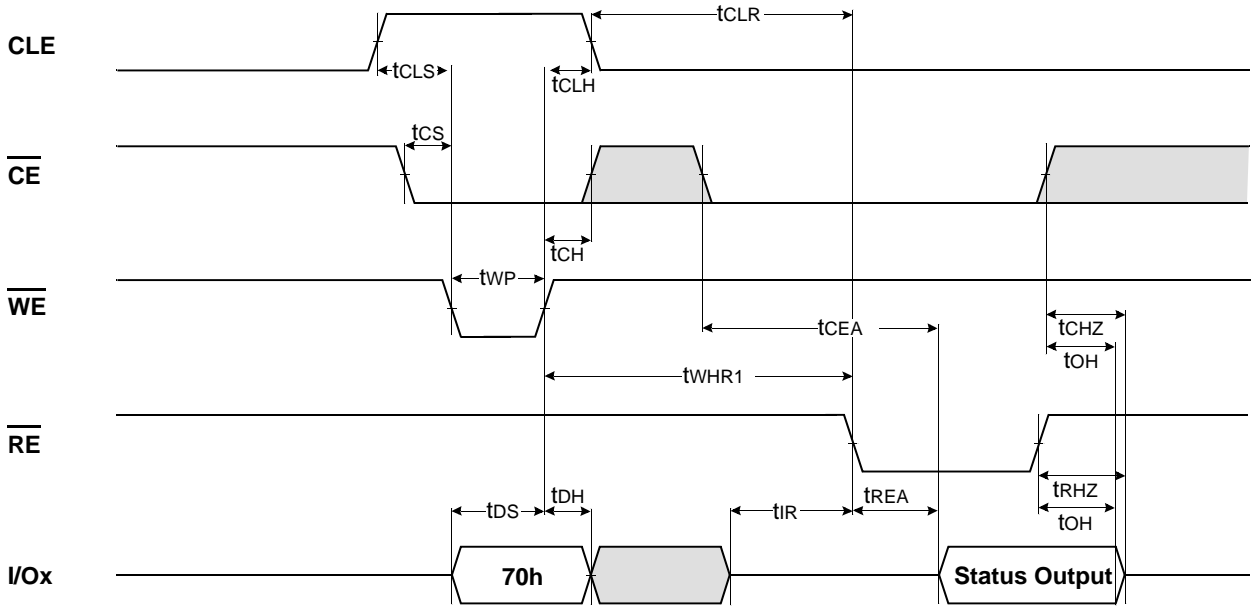 tCLR
CLE
tCLS
tCLH
tCS
CE
tCH
tWP
WE
tCEA
tCHZ
tOH
tWHR1
RE
tDH
tRHZ
tDS
tIR
tREA
tOH
I/Ox
70h
Status Output